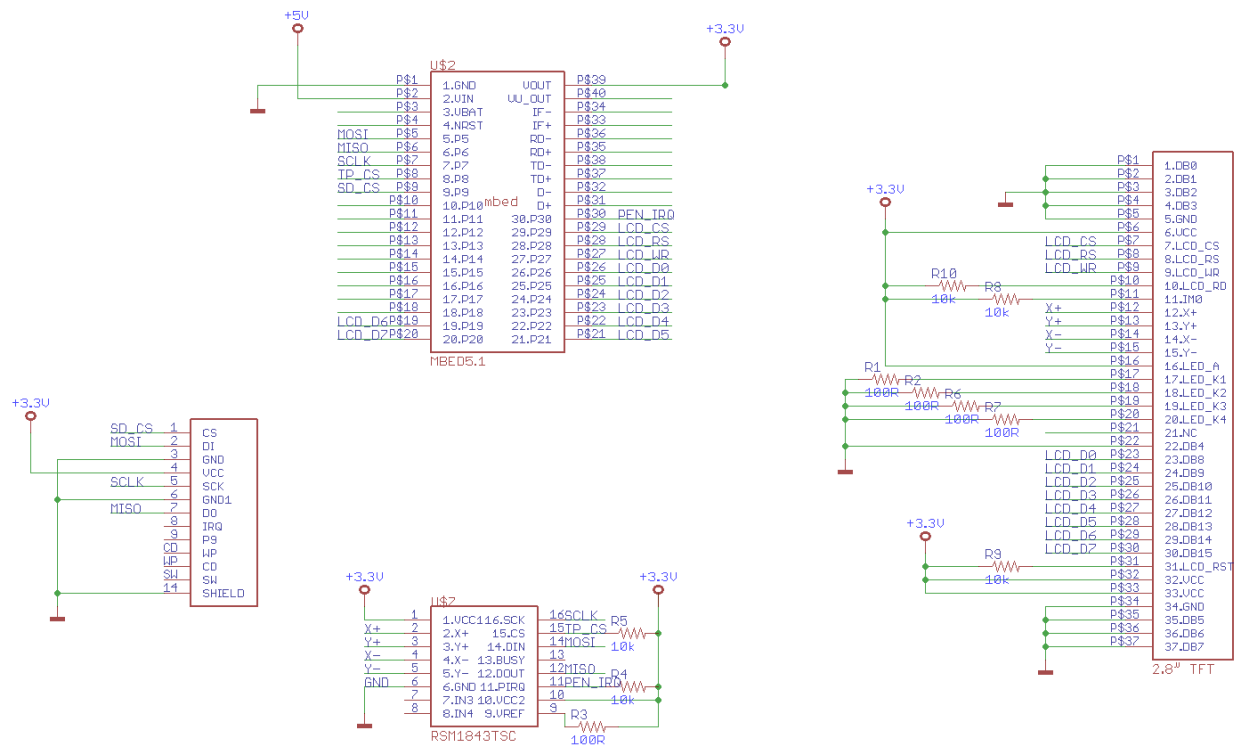 +5V
+3.3V
U$2
P$1 1.GND VOUT P$39
P$2 2.VIN VU_OUT P$40
P$3 3.VBAT IF- P$34
P$4 4.NRST IF+ P$33
MOSI P$5 5.P5 RD- P$36
MISO P$6 6.P6 RD+ P$35
SCLK P$7 7.P7 TD- P$38
TP_CS P$8 8.P8 TD+ P$37
SD_CS P$9 9.P9 D- P$32
P$10 10.P10 mbed D+ P$31
P$11 11.P11 30.P30 P$30 PEN_IRQ
P$12 12.P12 29.P29 P$29 LCD_CS
P$13 13.P13 28.P28 P$28 LCD_RS
P$14 14.P14 27.P27 P$27 LCD_WR
P$15 15.P15 26.P26 P$26 LCD_D0
P$16 16.P16 25.P25 P$25 LCD_D1
P$17 17.P17 24.P24 P$24 LCD_D2
P$18 18.P18 23.P23 P$23 LCD_D3
LCD_D6 P$19 19.P19 22.P22 P$22 LCD_D4
LCD_D7 P$20 20.P20 21.P21 P$21 LCD_D5
MBED5.1
P$1 1.DB0
P$2 2.DB1
+3.3V
P$3 3.DB2
P$4 4.DB3
P$5 5.GND
P$6 6.VCC
LCD_CS P$7 7.LCD_CS
LCD_RS P$8 8.LCD_RS
LCD_WR P$9 9.LCD_WR
R10 10k P$10 10.LCD_RD
R8 10k P$11 11.IM0
X+ P$12 12.X+
Y+ P$13 13.Y+
X- P$14 14.X-
Y- P$15 15.Y-
P$16 16.LED_A
R1 100R P$17 17.LED_K1
R2 100R P$18 18.LED_K2
R6 100R P$19 19.LED_K3
R7 100R P$20 20.LED_K4
P$21 21.NC
P$22 22.DB4
LCD_D0 P$23 23.DB8
LCD_D1 P$24 24.DB9
LCD_D2 P$25 25.DB10
LCD_D3 P$26 26.DB11
LCD_D4 P$27 27.DB12
LCD_D5 P$28 28.DB13
LCD_D6 P$29 29.DB14
LCD_D7 P$30 30.DB15
+3.3V
R9 10k P$31 31.LCD_RST
P$32 32.VCC
P$33 33.VCC
P$34 34.GND
P$35 35.DB5
P$36 36.DB6
P$37 37.DB7
2.8" TFT
+3.3V
SD_CS 1 CS
MOSI 2 DI
3 GND
4 VCC
SCLK 5 SCK
6 GND1
MISO 7 DO
8 IRQ
9 P9
CD WP
WP CD
SW SW
14 SHIELD
+3.3V
+3.3V
U$7
1 1.VCC1 16.SCK 16 SCLK
X+ 2 2.X+ 15.CS 15 TP_CS R5 10k
Y+ 3 3.Y+ 14.DIN 14 MOSI
X- 4 4.X- 13.BUSY 13
Y- 5 5.Y- 12.DOUT 12 MISO
GND 6 6.GND 11.PIRQ 11 PEN_IRQ R4 10k
7 7.IN3 10.VCC2 10
8 8.IN4 9.VREF 9 R3 100R
RSM1843TSC